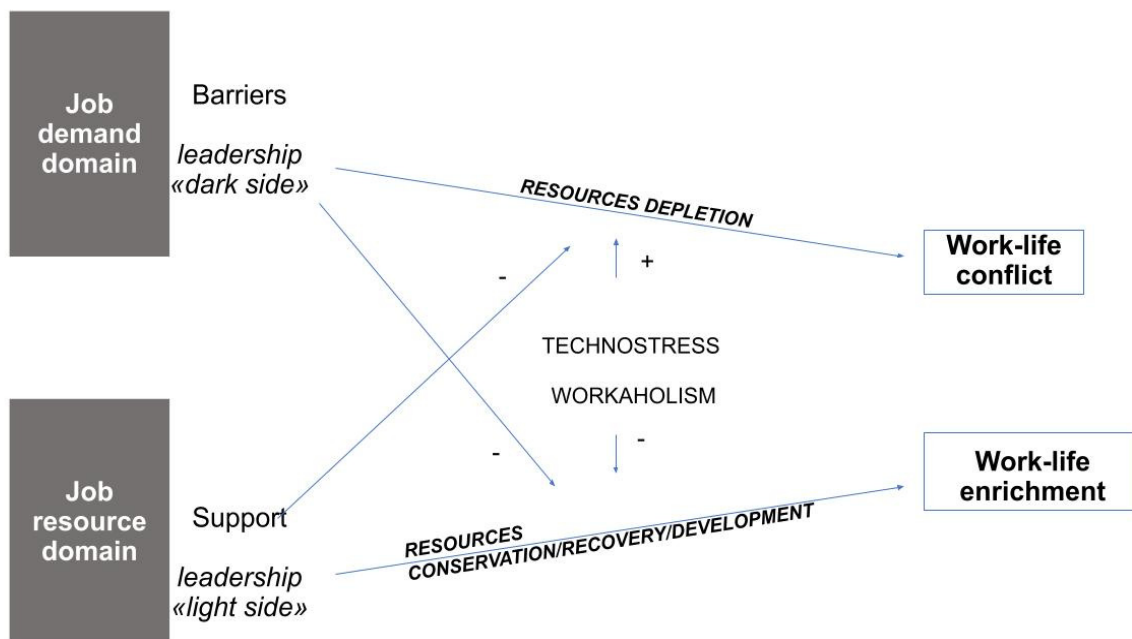 Job
demand
domain
Barriers
leadership
«dark side»
RESOURCES DEPLETION
Work-life
conflict
-
+
TECHNOSTRESS
WORKAHOLISM
-
-
Job
resource
domain
Support
leadership
«light side»
RESOURCES
CONSERVATION/RECOVERY/DEVELOPMENT
Work-life
enrichment